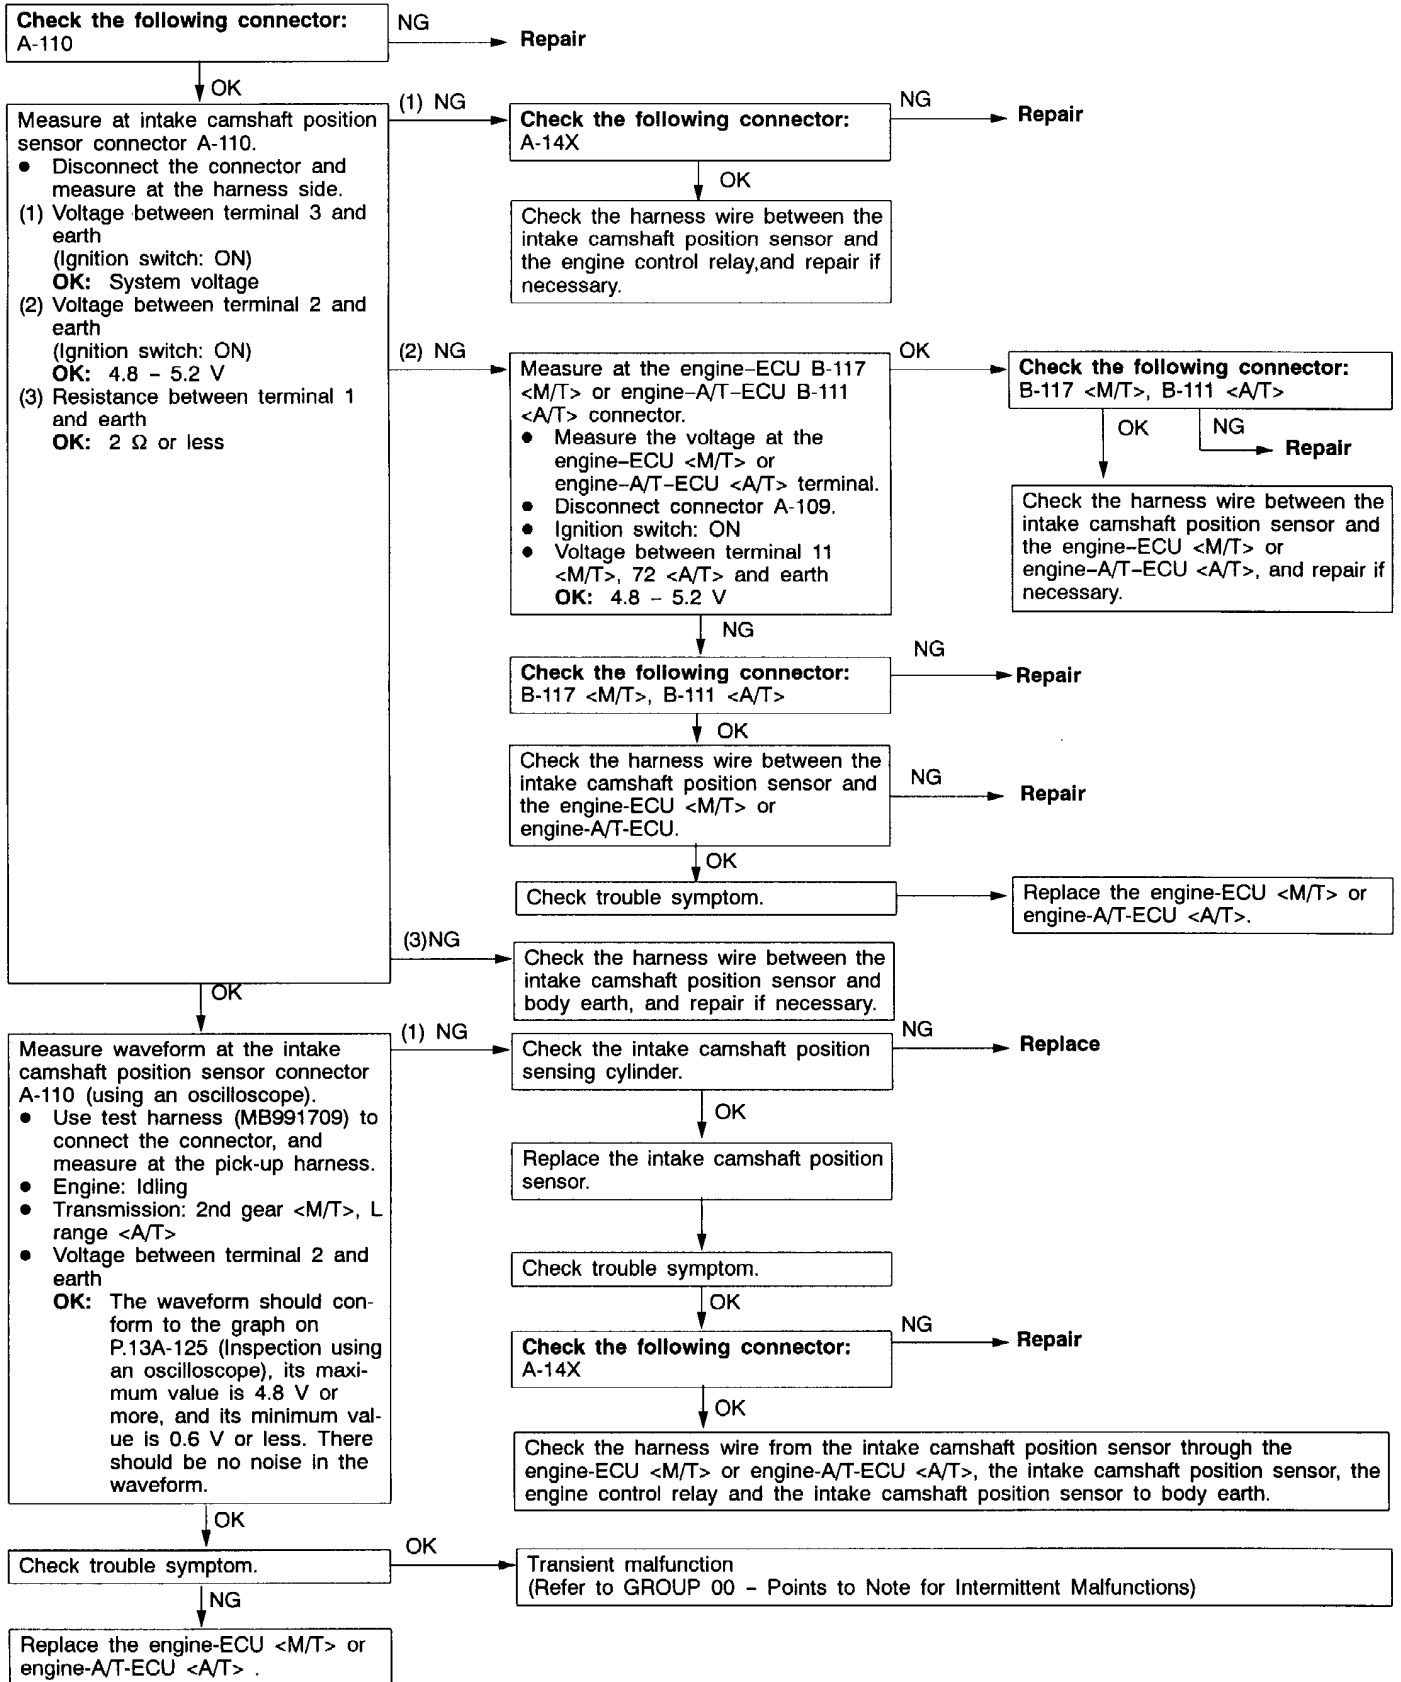 Check the following connector:
A-110
NG
Repair
OK
Measure at intake camshaft position
sensor connector A-110.
● Disconnect the connector and
measure at the harness side.
(1) Voltage between terminal 3 and
earth
(Ignition switch: ON)
OK: System voltage
(2) Voltage between terminal 2 and
earth
(Ignition switch: ON)
OK: 4.8 – 5.2 V
(3) Resistance between terminal 1
and earth
OK: 2 Ω or less
(1) NG
Check the following connector:
A-14X
NG
Repair
OK
Check the harness wire between the
intake camshaft position sensor and
the engine control relay,and repair if
necessary.
(2) NG
Measure at the engine–ECU B-117
<M/T> or engine–A/T–ECU B-111
<A/T> connector.
● Measure the voltage at the
engine–ECU <M/T> or
engine–A/T–ECU <A/T> terminal.
● Disconnect connector A-109.
● Ignition switch: ON
● Voltage between terminal 11
<M/T>, 72 <A/T> and earth
OK: 4.8 – 5.2 V
OK
Check the following connector:
B-117 <M/T>, B-111 <A/T>
OK
NG
Repair
Check the harness wire between the
intake camshaft position sensor and
the engine–ECU <M/T> or
engine–A/T–ECU <A/T>, and repair if
necessary.
NG
Check the following connector:
B-117 <M/T>, B-111 <A/T>
NG
Repair
OK
Check the harness wire between the
intake camshaft position sensor and
the engine-ECU <M/T> or
engine-A/T-ECU.
NG
Repair
OK
Check trouble symptom.
Replace the engine-ECU <M/T> or
engine-A/T-ECU <A/T>.
(3)NG
Check the harness wire between the
intake camshaft position sensor and
body earth, and repair if necessary.
OK
Measure waveform at the intake
camshaft position sensor connector
A-110 (using an oscilloscope).
● Use test harness (MB991709) to
connect the connector, and
measure at the pick-up harness.
● Engine: Idling
● Transmission: 2nd gear <M/T>, L
range <A/T>
● Voltage between terminal 2 and
earth
OK: The waveform should con-
form to the graph on
P.13A-125 (Inspection using
an oscilloscope), its maxi-
mum value is 4.8 V or
more, and its minimum val-
ue is 0.6 V or less. There
should be no noise in the
waveform.
(1) NG
Check the intake camshaft position
sensing cylinder.
NG
Replace
OK
Replace the intake camshaft position
sensor.
Check trouble symptom.
OK
Check the following connector:
A-14X
NG
Repair
OK
Check the harness wire from the intake camshaft position sensor through the
engine-ECU <M/T> or engine-A/T-ECU <A/T>, the intake camshaft position sensor, the
engine control relay and the intake camshaft position sensor to body earth.
OK
Check trouble symptom.
OK
Transient malfunction
(Refer to GROUP 00 – Points to Note for Intermittent Malfunctions)
NG
Replace the engine-ECU <M/T> or
engine-A/T-ECU <A/T> .